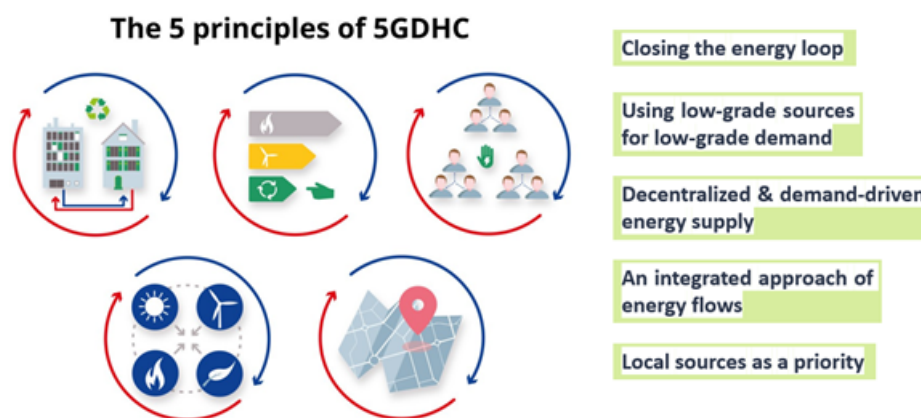 The 5 principles of 5GDHC
Closing the energy loop
Using low-grade sources
for low-grade demand
Decentralized & demand-driven
energy supply
An integrated approach of
energy flows
Local sources as a priority